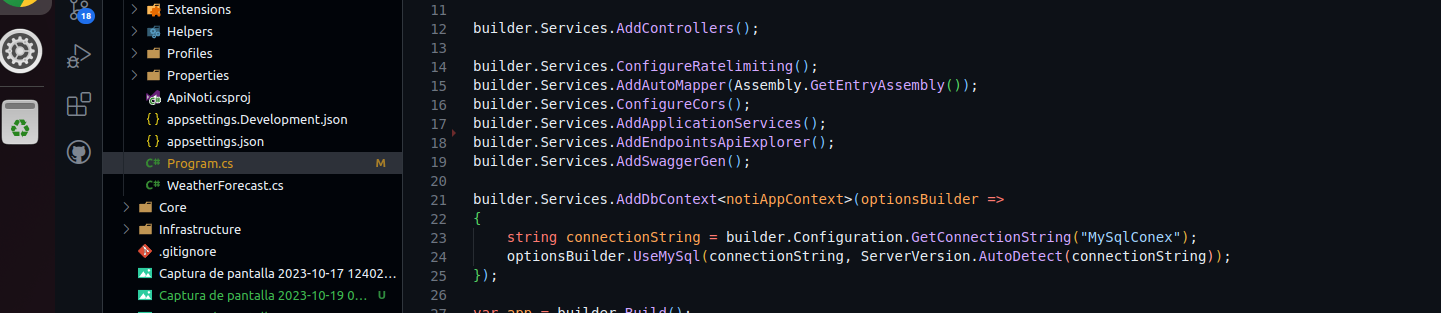 18
Extensions
Helpers
Profiles
Properties
ApiNoti.csproj
{ } appsettings.Development.json
{ } appsettings.json
C# Program.cs M
C# WeatherForecast.cs
Core
Infrastructure
.gitignore
Captura de pantalla 2023-10-17 12402...
Captura de pantalla 2023-10-19 0... U
11
12 builder.Services.AddControllers();
13
14 builder.Services.ConfigureRatelimiting();
15 builder.Services.AddAutoMapper(Assembly.GetEntryAssembly());
16 builder.Services.ConfigureCors();
17 builder.Services.AddApplicationServices();
18 builder.Services.AddEndpointsApiExplorer();
19 builder.Services.AddSwaggerGen();
20
21 builder.Services.AddDbContext<notiAppContext>(optionsBuilder =>
22 {
23 string connectionString = builder.Configuration.GetConnectionString("MySqlConex");
24 optionsBuilder.UseMySql(connectionString, ServerVersion.AutoDetect(connectionString));
25 });
26
27 var app = builder.Build();